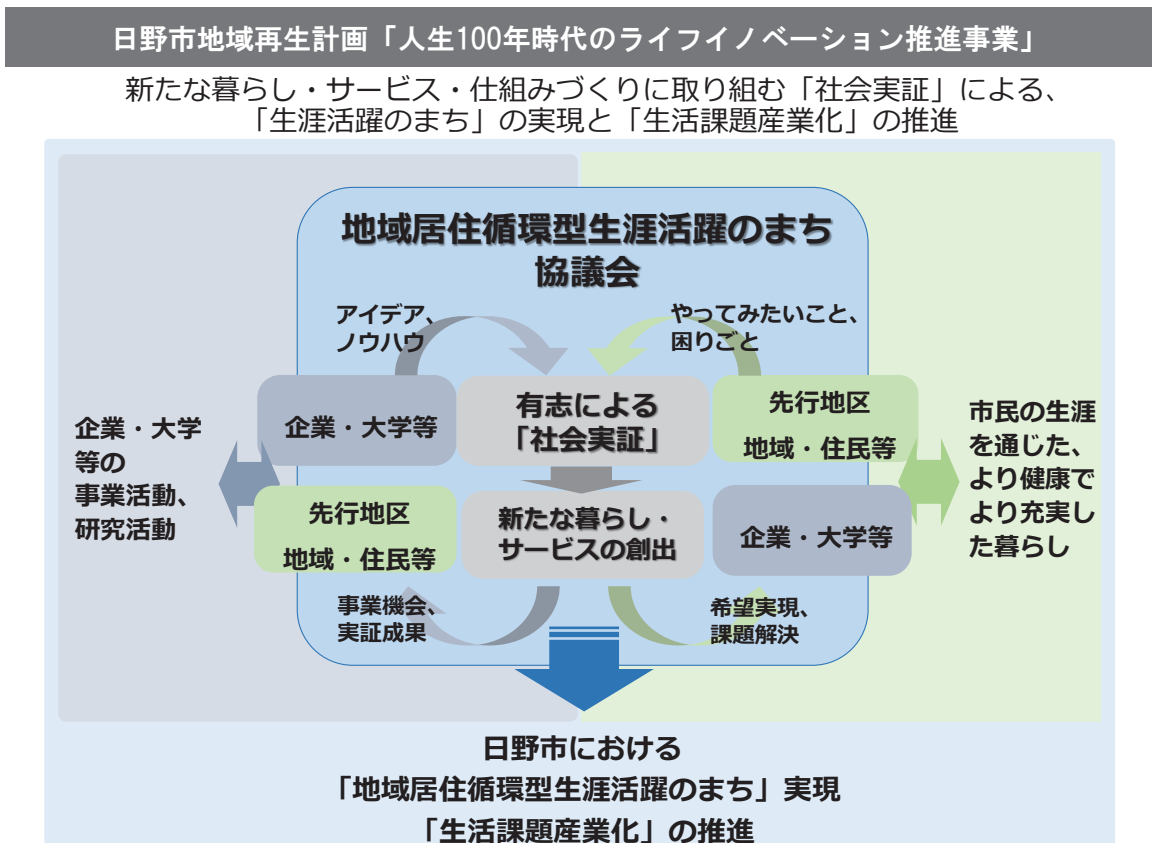 日野市地域再生計画「人生100年時代のライフイノベーション推進事業」
新たな暮らし・サービス・仕組みづくりに取り組む「社会実証」による、
「生涯活躍のまち」の実現と「生活課題産業化」の推進
地域居住循環型生涯活躍のまち
協議会
アイデア、
ノウハウ
やってみたいこと、
困りごと
企業・大学
等の
事業活動、
研究活動
企業・大学等
有志による
「社会実証」
先行地区
地域・住民等
市民の生涯
を通じた、
より健康で
より充実し
た暮らし
先行地区
地域・住民等
新たな暮らし・
サービスの創出
企業・大学等
事業機会、
実証成果
希望実現、
課題解決
日野市における
「地域居住循環型生涯活躍のまち」実現
「生活課題産業化」の推進